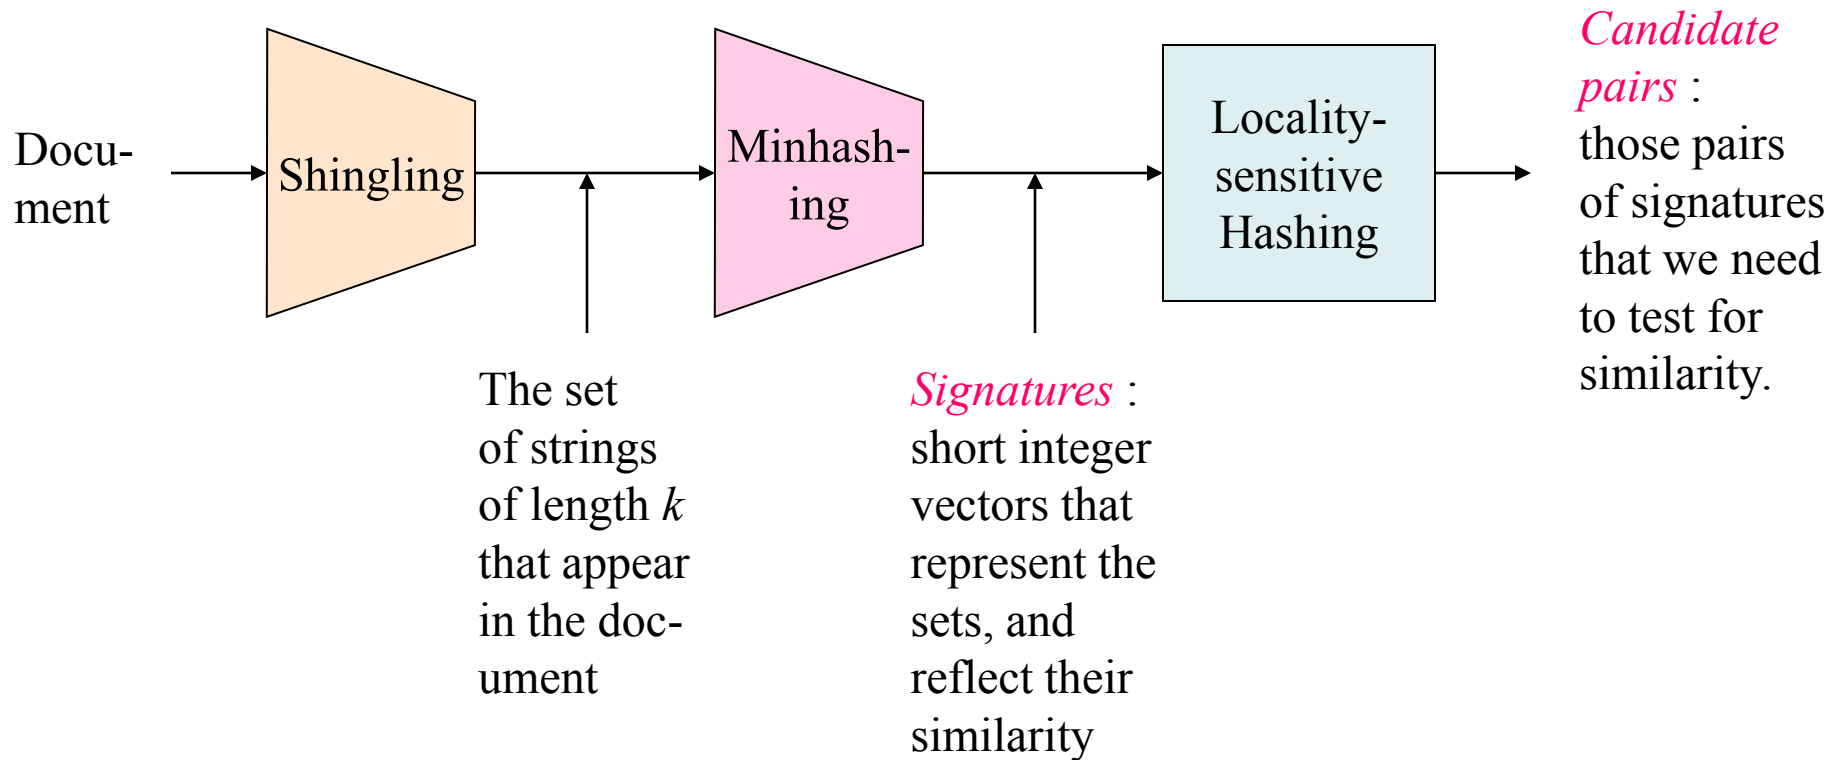 Docu-
ment
Shingling
The set
of strings
of length k
that appear
in the doc-
ument
Minhash-
ing
Signatures :
short integer
vectors that
represent the
sets, and
reflect their
similarity
Locality-
sensitive
Hashing
Candidate
pairs :
those pairs
of signatures
that we need
to test for
similarity.